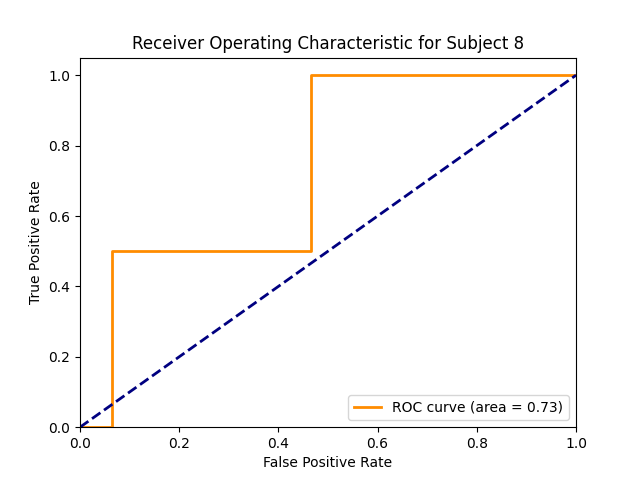 Receiver Operating Characteristic for Subject 8
True Positive Rate
1.0
0.8
0.6
0.4
0.2
0.0
ROC curve (area = 0.73)
0.0 0.2 0.4 0.6 0.8 1.0
False Positive Rate